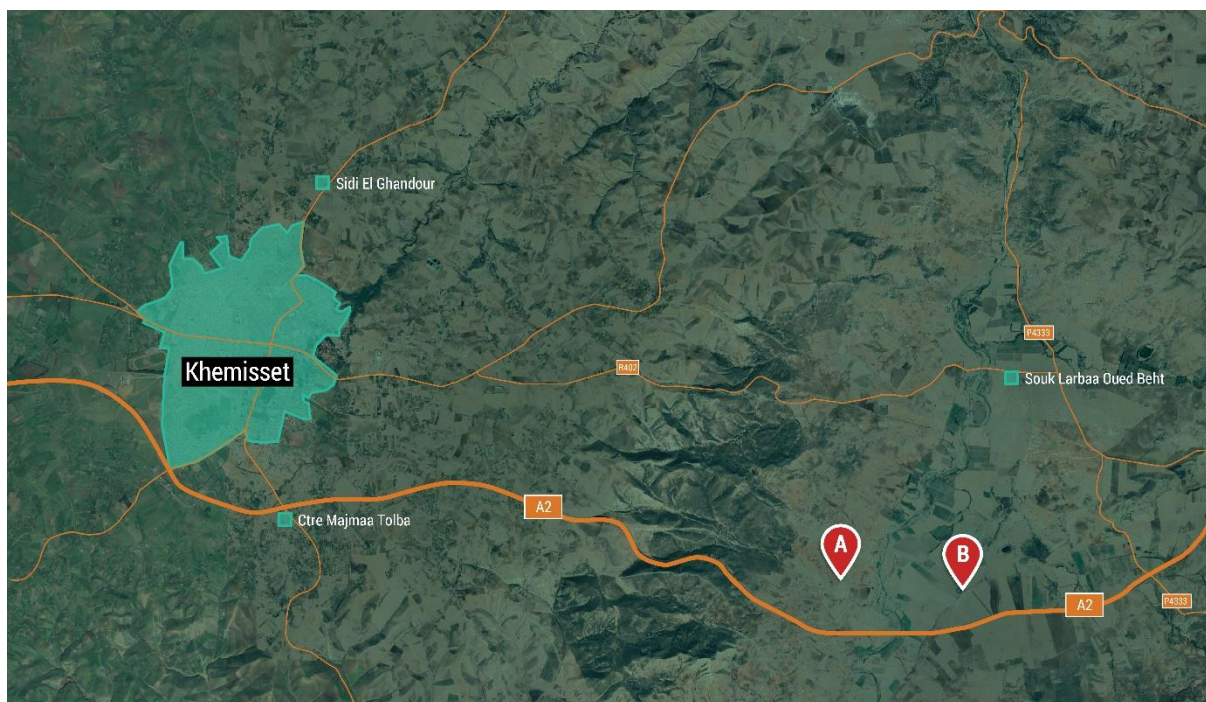 Sidi El Ghandour
P4333
Khemisset
R402
Souk Larbaa Oued Beht
A2
Ctre Majmaa Tolba
A
B
A2
P4333